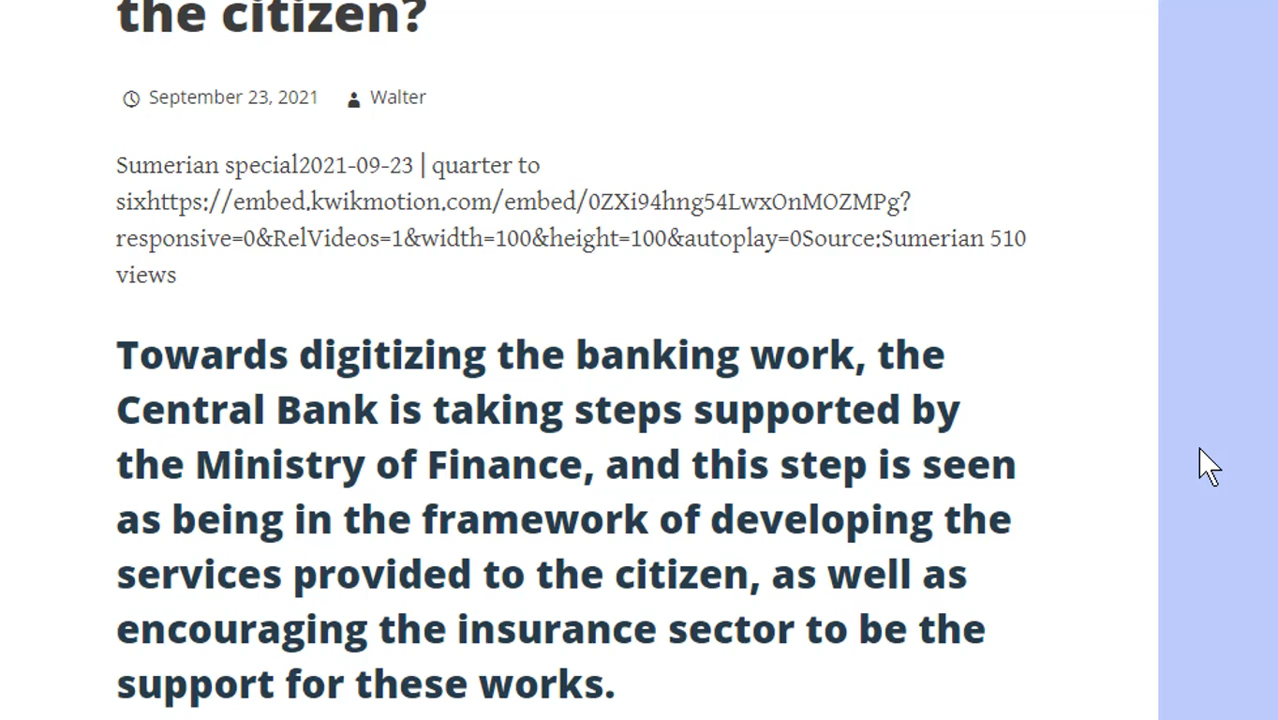 the citizen?
September 23, 2021 Walter
Sumerian special2021-09-23 | quarter to
sixhttps://embed.kwikmotion.com/embed/0ZXi94hng54LwxOnMOZMPg?
responsive=0&RelVideos=1&width=100&height=100&autoplay=0Source:Sumerian 510
views
Towards digitizing the banking work, the
Central Bank is taking steps supported by
the Ministry of Finance, and this step is seen
as being in the framework of developing the
services provided to the citizen, as well as
encouraging the insurance sector to be the
support for these works.